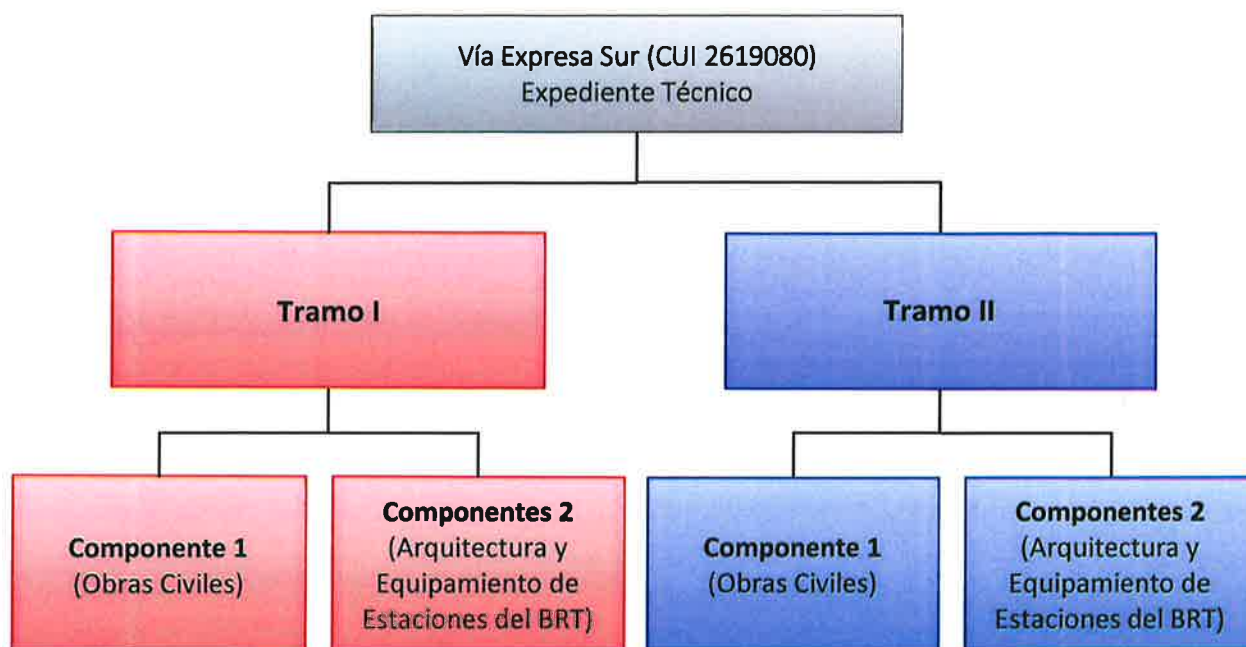 Vía Expresa Sur (CUI 2619080)
Expediente Técnico
Tramo I
Tramo II
Componente 1
(Obras Civiles)
Componentes 2
(Arquitectura y
Equipamiento de
Estaciones del BRT)
Componente 1
(Obras Civiles)
Componentes 2
(Arquitectura y
Equipamiento de
Estaciones del BRT)